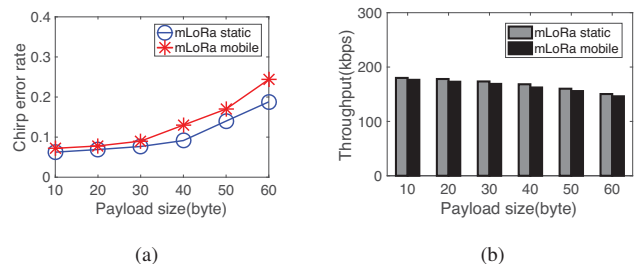 0.4
0.3
0.2
0.1
0
10 20 30 40 50 60
Payload size(byte)
Chirp error rate
mLoRa static
mLoRa mobile
(a)
300
150
0
10 20 30 40 50 60
Payload size(byte)
Throughput(kbps)
mLoRa static
mLoRa mobile
(b)